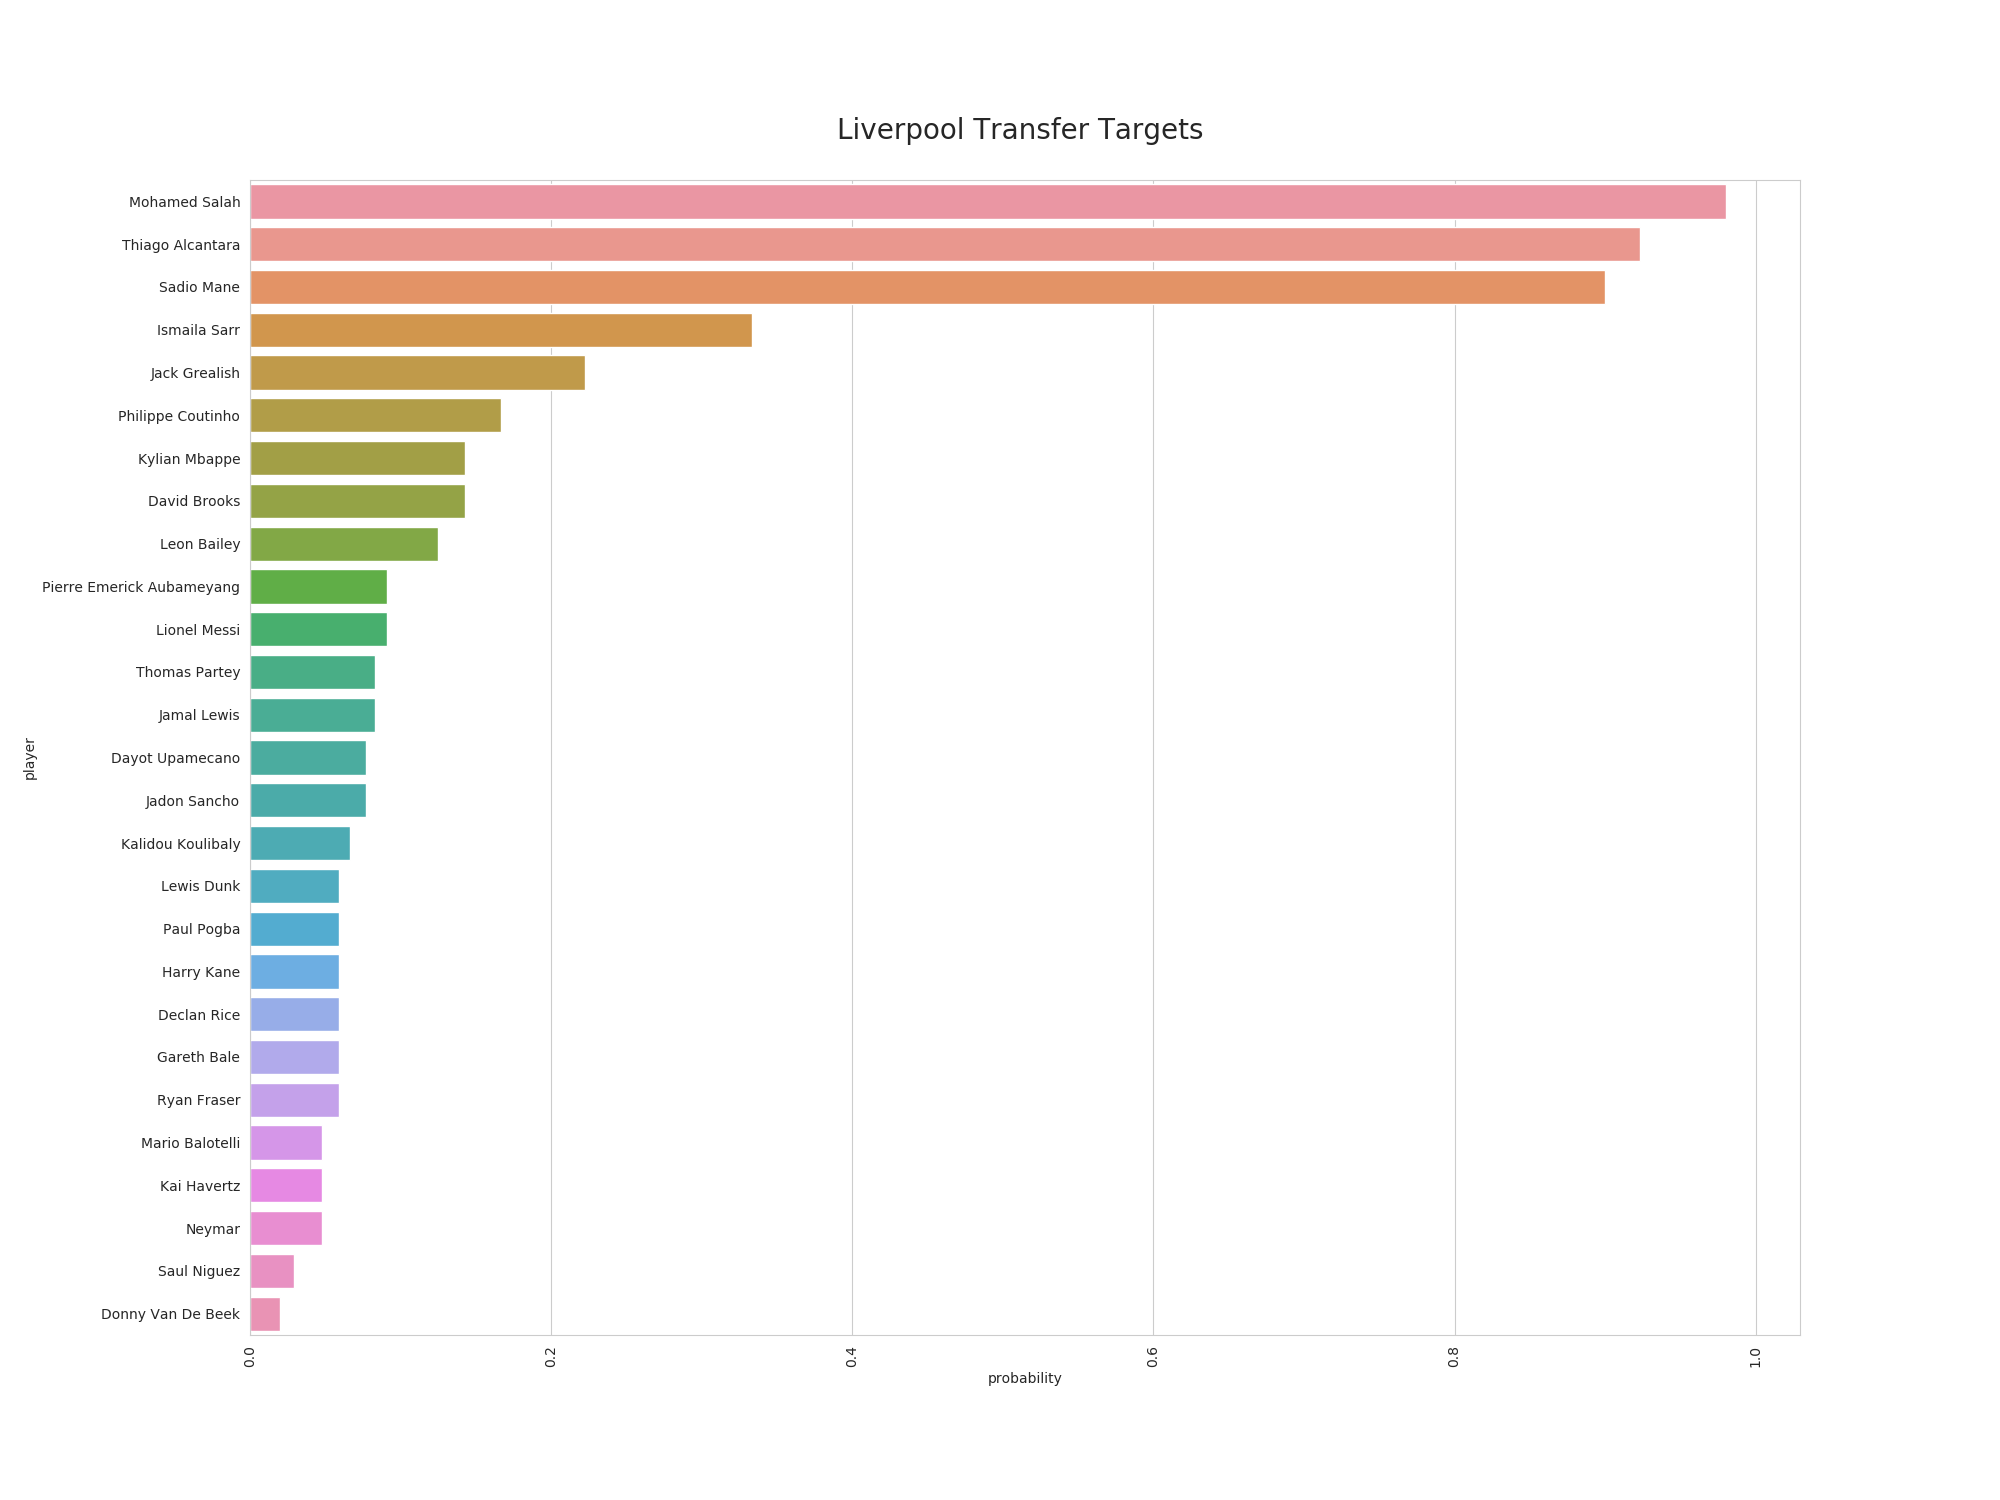 Liverpool Transfer Targets
Mohamed Salah
Thiago Alcantara
Sadio Mane
Ismaila Sarr
Jack Grealish
Philippe Coutinho
Kylian Mbappe
David Brooks
Leon Bailey
Pierre Emerick Aubameyang
Lionel Messi
Thomas Partey
Jamal Lewis
Dayot Upamecano
Jadon Sancho
Kalidou Koulibaly
Lewis Dunk
Paul Pogba
Harry Kane
Declan Rice
Gareth Bale
Ryan Fraser
Mario Balotelli
Kai Havertz
Neymar
Saul Niguez
Donny Van De Beek
player
0.0 0.2 0.4 0.6 0.8 1.0
probability